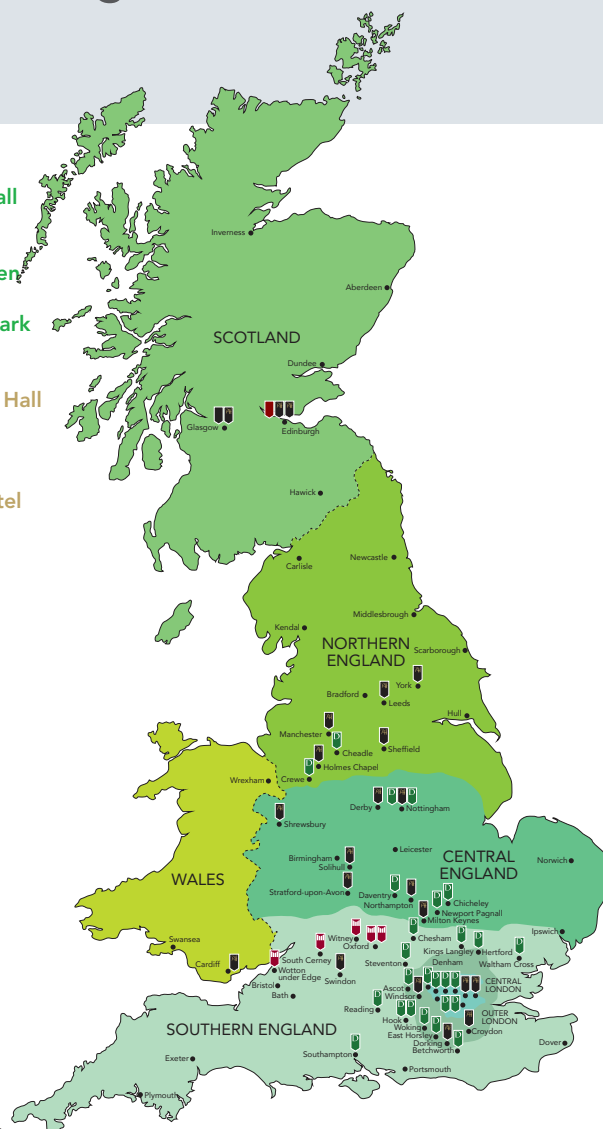 all
en
ark
Hall
tel
Inverness
Aberdeen
SCOTLAND
Dundee
Glasgow
Edinburgh
Hawick
Carlisle
Newcastle
Middlesbrough
Kendal
NORTHERN
ENGLAND
Scarborough
York
Bradford
Leeds
Hull
Manchester
Cheadle
Sheffield
Holmes Chapel
Crewe
Wrexham
Derby
Nottingham
Shrewsbury
Leicester
Birmingham
Solihull
CENTRAL
ENGLAND
Norwich
WALES
Stratford-upon-Avon
Daventry
Northampton
Chicheley
Newport Pagnall
Milton Keynes
Swansea
Cardiff
Witney
Oxford
Chesham
Kings Langley
Hertford
Ipswich
Waltham Cross
South Cerney
Wotton
under Edge
Swindon
Steventon
Denham
Bristol
Bath
Ascot
Windsor
CENTRAL
LONDON
Reading
Hook
OUTER
LONDON
Woking
Croydon
SOUTHERN ENGLAND
East Horsley
Dorking
Betchworth
Southampton
Dover
Exeter
Portsmouth
Plymouth